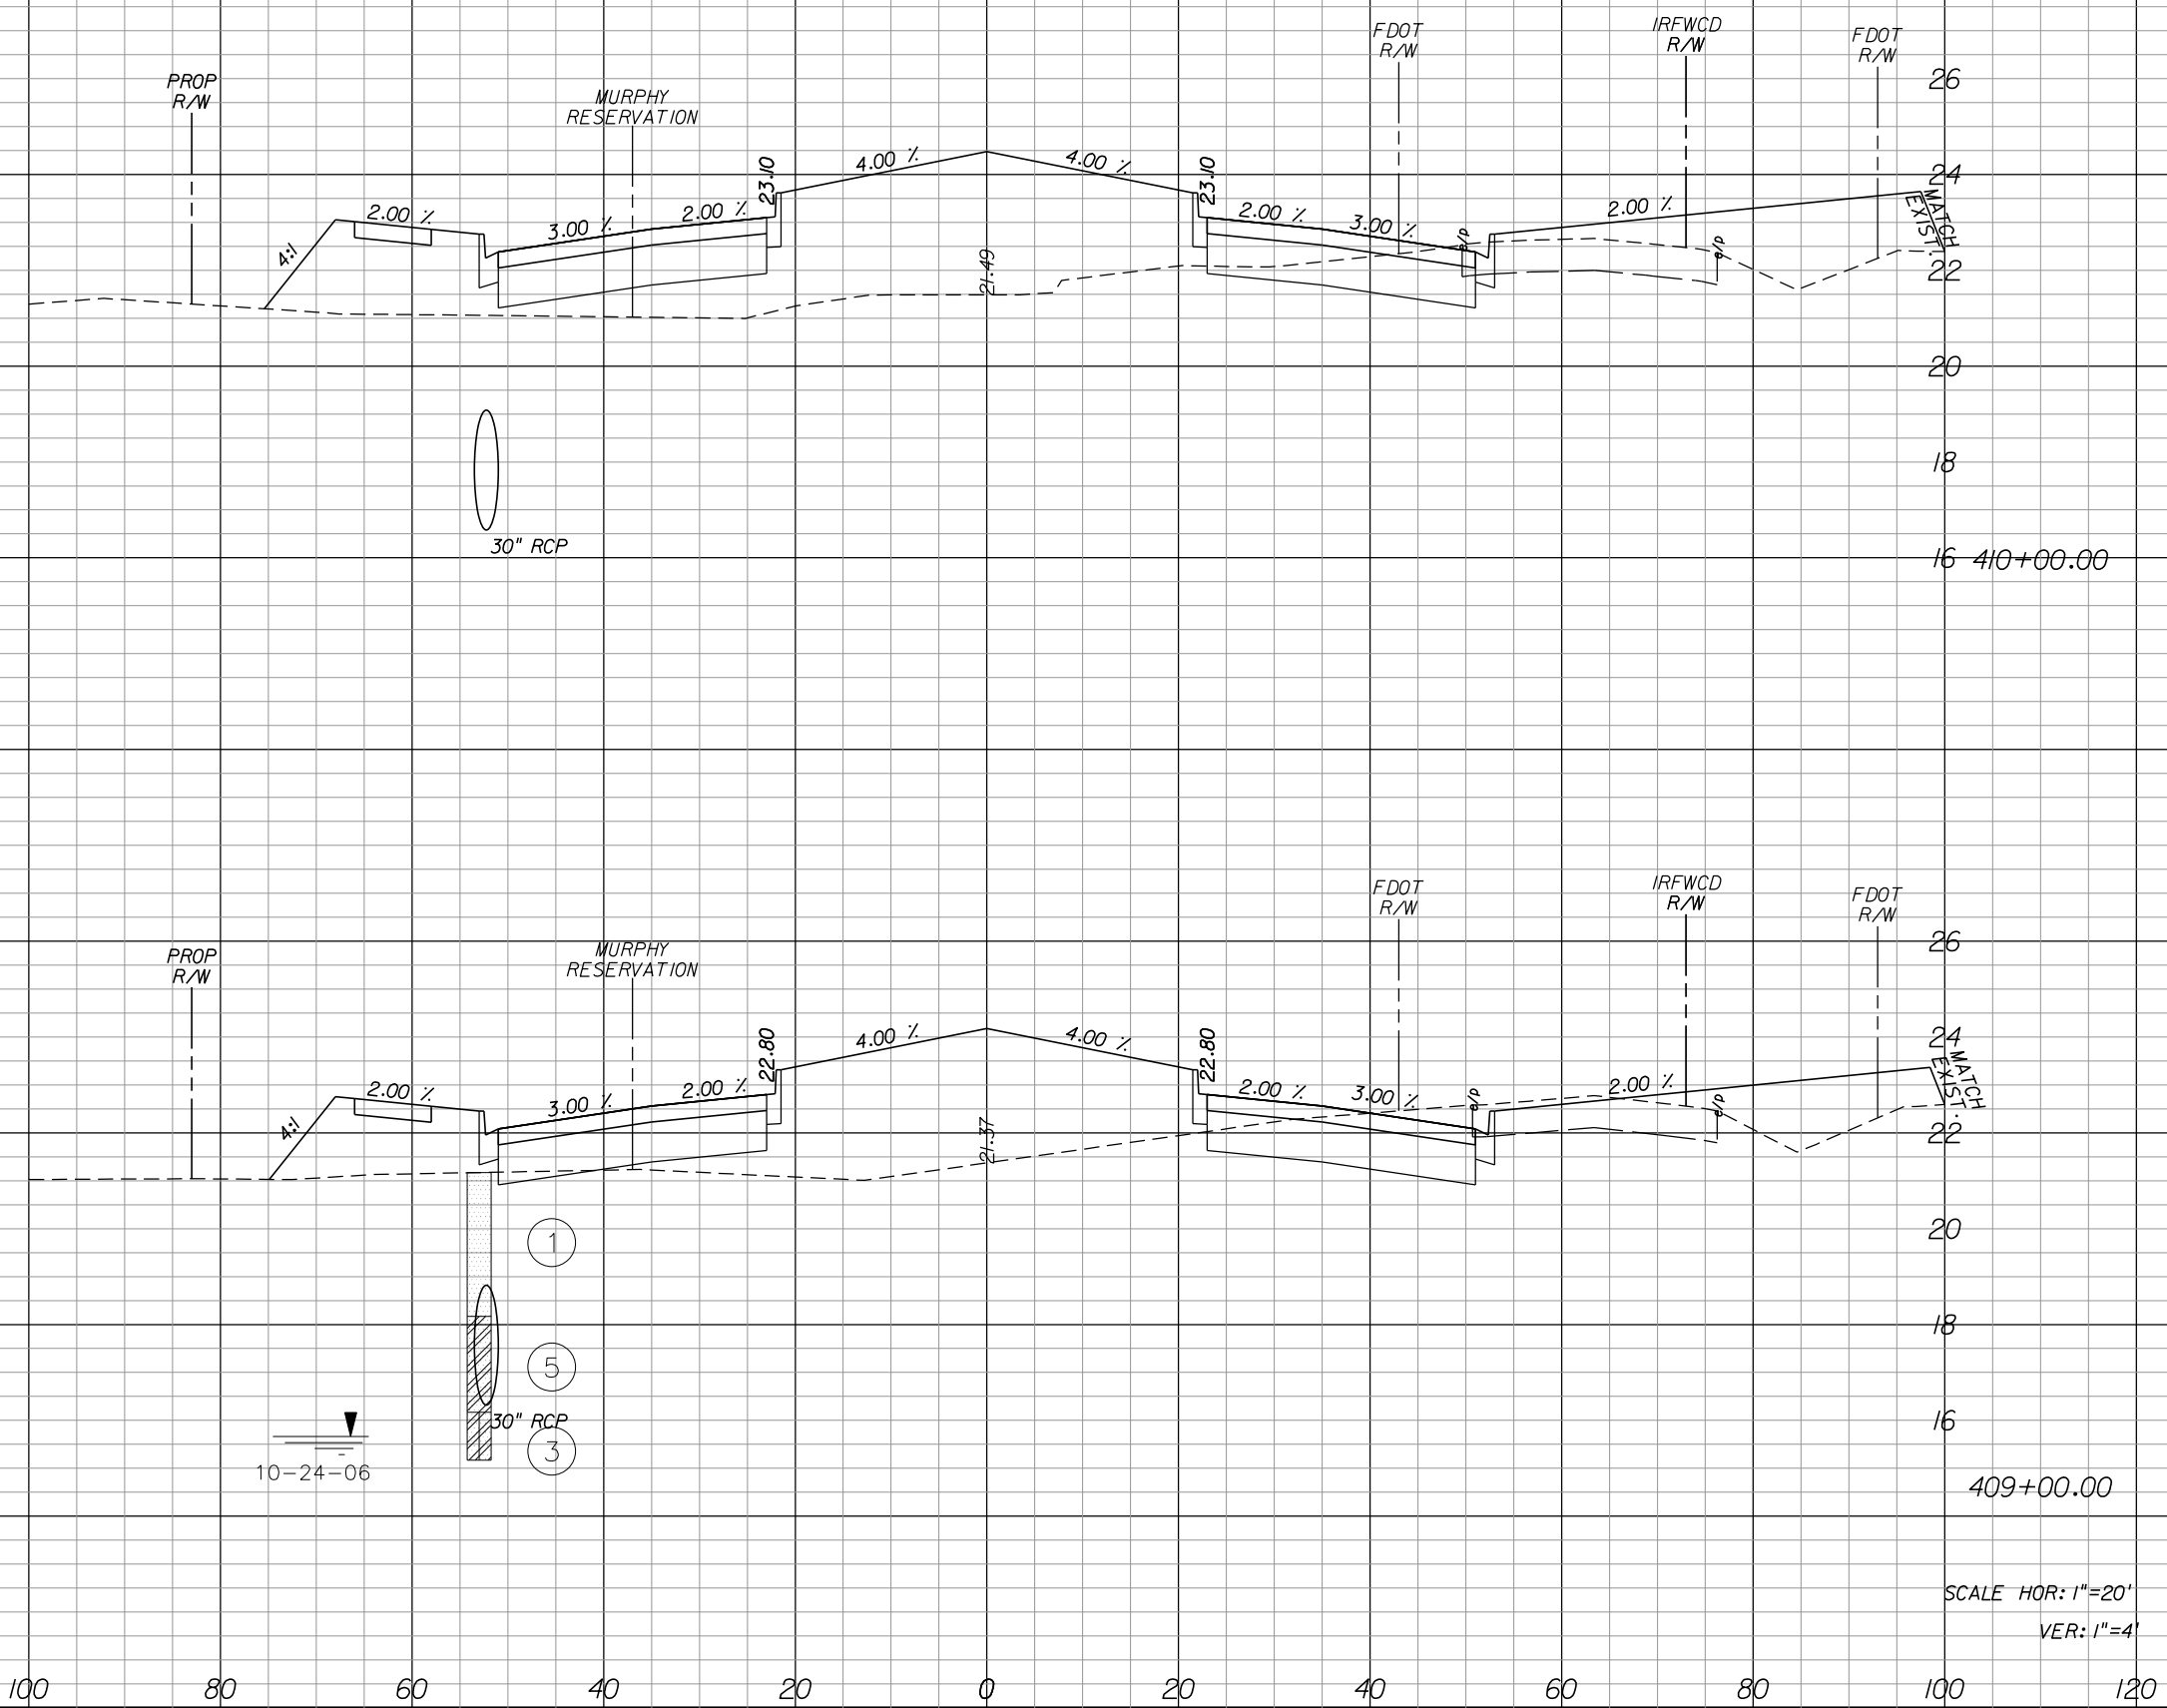 FDOT
R/W
IRFWCD
R/W
FDOT
R/W
PROP
R/W
MURPHY
RESERVATION
26
24
22
20
18
16
410+00.00
4:1
2.00 %
3.00 %
2.00 %
23.10
4.00 %
4.00 %
23.10
2.00 %
3.00 %
e/p
2.00 %
e/p
MATCH
EXIST.
21.49
30" RCP
FDOT
R/W
IRFWCD
R/W
FDOT
R/W
PROP
R/W
MURPHY
RESERVATION
26
24
22
20
18
16
4:1
2.00 %
3.00 %
2.00 %
22.80
4.00 %
4.00 %
22.80
2.00 %
3.00 %
e/p
2.00 %
e/p
MATCH
EXIST.
21.37
1
5
30" RCP
3
10-24-06
409+00.00
SCALE HOR: 1"=20'
VER: 1"=4'
100 80 60 40 20 0 20 40 60 80 100 120